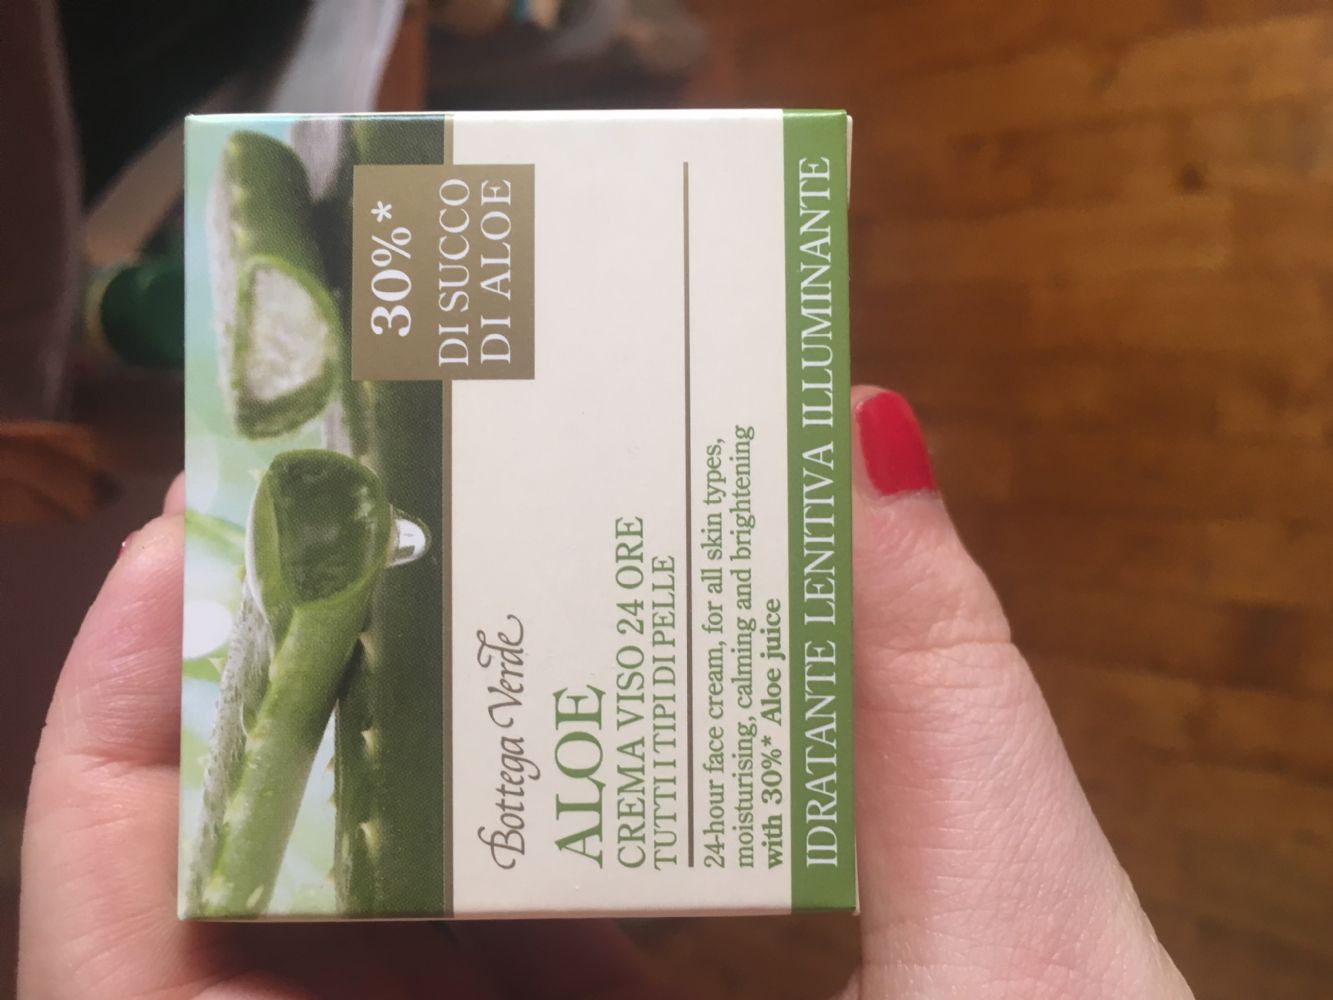 30%*
DI SUCCO
DI ALOE
Bottega Verde
ALOE
CREMA VISO 24 ORE
TUTTI I TIPI DI PELLE
24-hour face cream, for all skin types,
moisturising, calming and brightening
with 30%* Aloe juice
IDRATANTE LENITIVA ILLUMINANTE